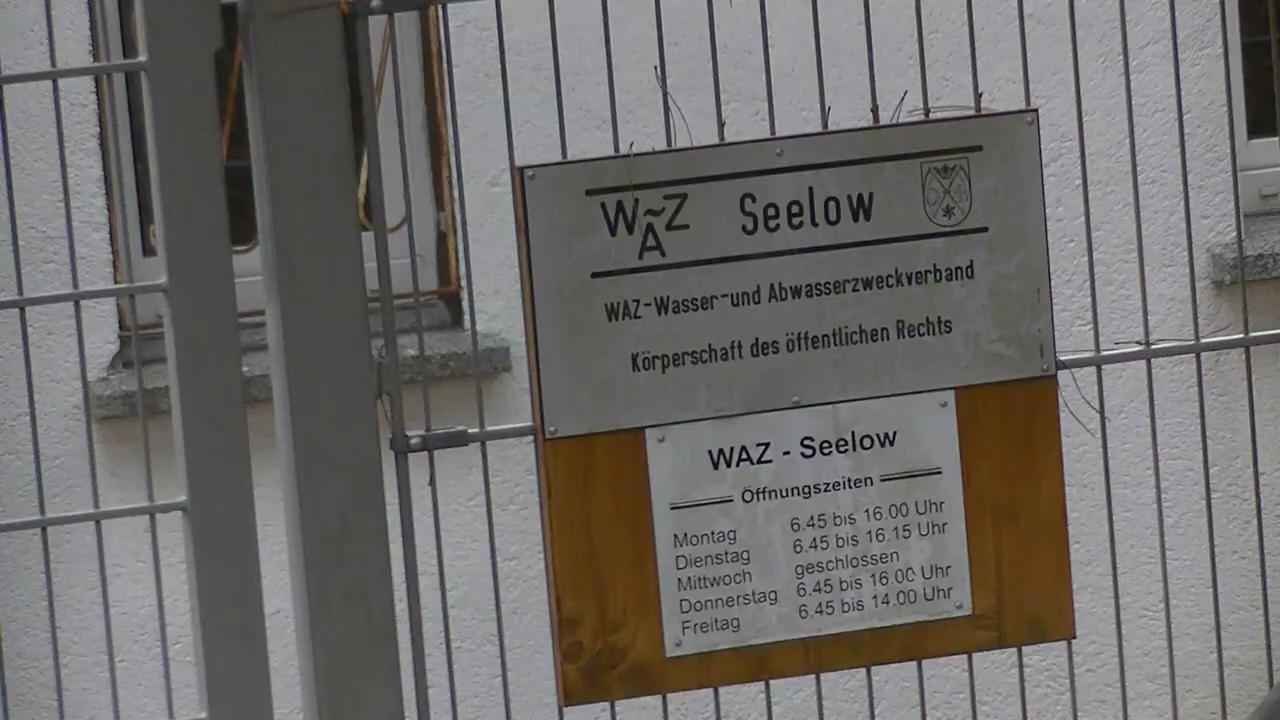 W~Z Seelow
A
WAZ-Wasser-und Abwasserzweckverband
Körperschaft des öffentlichen Rechts
WAZ - Seelow
Öffnungszeiten
Montag 6.45 bis 16.00 Uhr
Dienstag 6.45 bis 16.15 Uhr
Mittwoch geschlossen
Donnerstag 6.45 bis 16.00 Uhr
Freitag 6.45 bis 14.00 Uhr